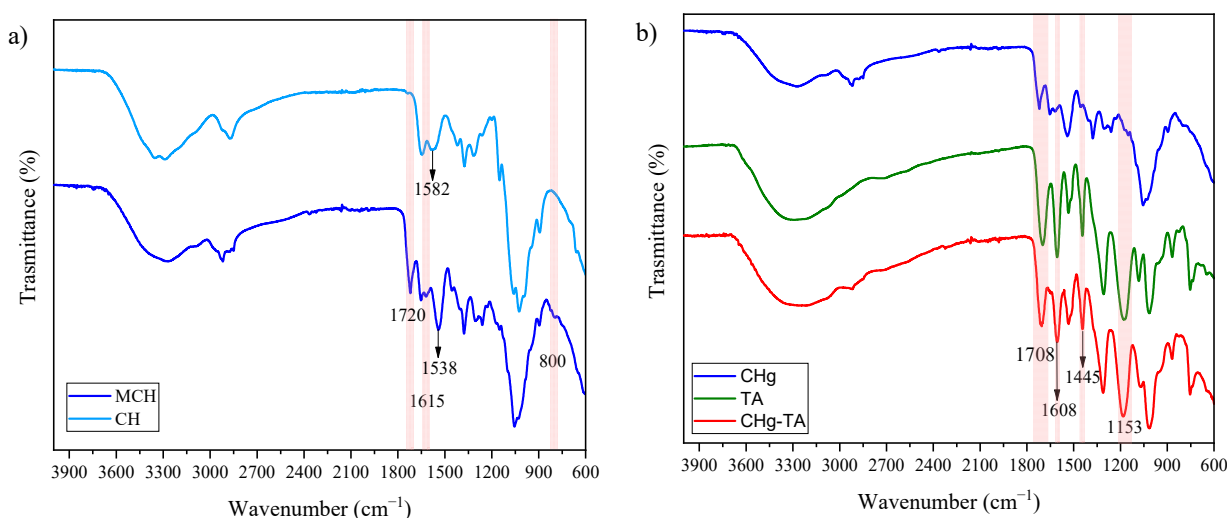 a)
Trasmittance (%)
1582
1720
1538
1615
800
MCH
CH
3900 3600 3300 3000 2700 2400 2100 1800 1500 1200 900 600
Wavenumber (cm⁻¹)
b)
Trasmittance (%)
1708
1608
1445
1153
CHg
TA
CHg-TA
3900 3600 3300 3000 2700 2400 2100 1800 1500 1200 900 600
Wavenumber (cm⁻¹)